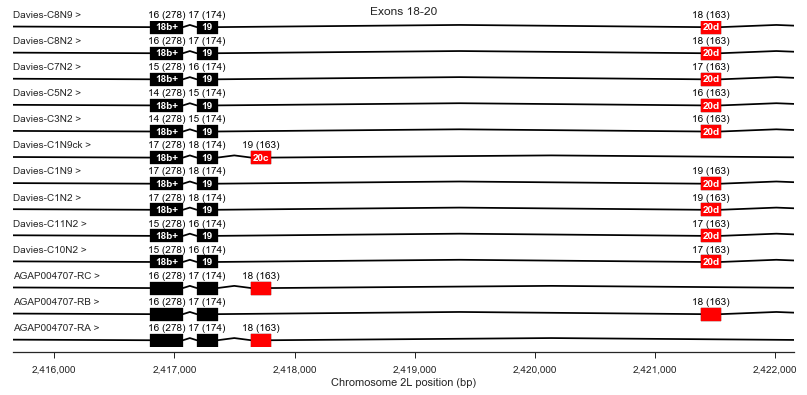 Exons 18-20
Davies-C8N9 > 16 (278) 17 (174) 18 (163)
18b+ 19 20d
Davies-C8N2 > 16 (278) 17 (174) 18 (163)
18b+ 19 20d
Davies-C7N2 > 15 (278) 16 (174) 17 (163)
18b+ 19 20d
Davies-C5N2 > 14 (278) 15 (174) 16 (163)
18b+ 19 20d
Davies-C3N2 > 14 (278) 15 (174) 16 (163)
18b+ 19 20d
Davies-C1N9ck > 17 (278) 18 (174) 19 (163)
18b+ 19 20c
Davies-C1N9 > 17 (278) 18 (174) 19 (163)
18b+ 19 20d
Davies-C1N2 > 17 (278) 18 (174) 19 (163)
18b+ 19 20d
Davies-C11N2 > 15 (278) 16 (174) 17 (163)
18b+ 19 20d
Davies-C10N2 > 15 (278) 16 (174) 17 (163)
18b+ 19 20d
AGAP004707-RC > 16 (278) 17 (174) 18 (163)
AGAP004707-RB > 16 (278) 17 (174) 18 (163)
AGAP004707-RA > 16 (278) 17 (174) 18 (163)
2,416,000 2,417,000 2,418,000 2,419,000 2,420,000 2,421,000 2,422,000
Chromosome 2L position (bp)